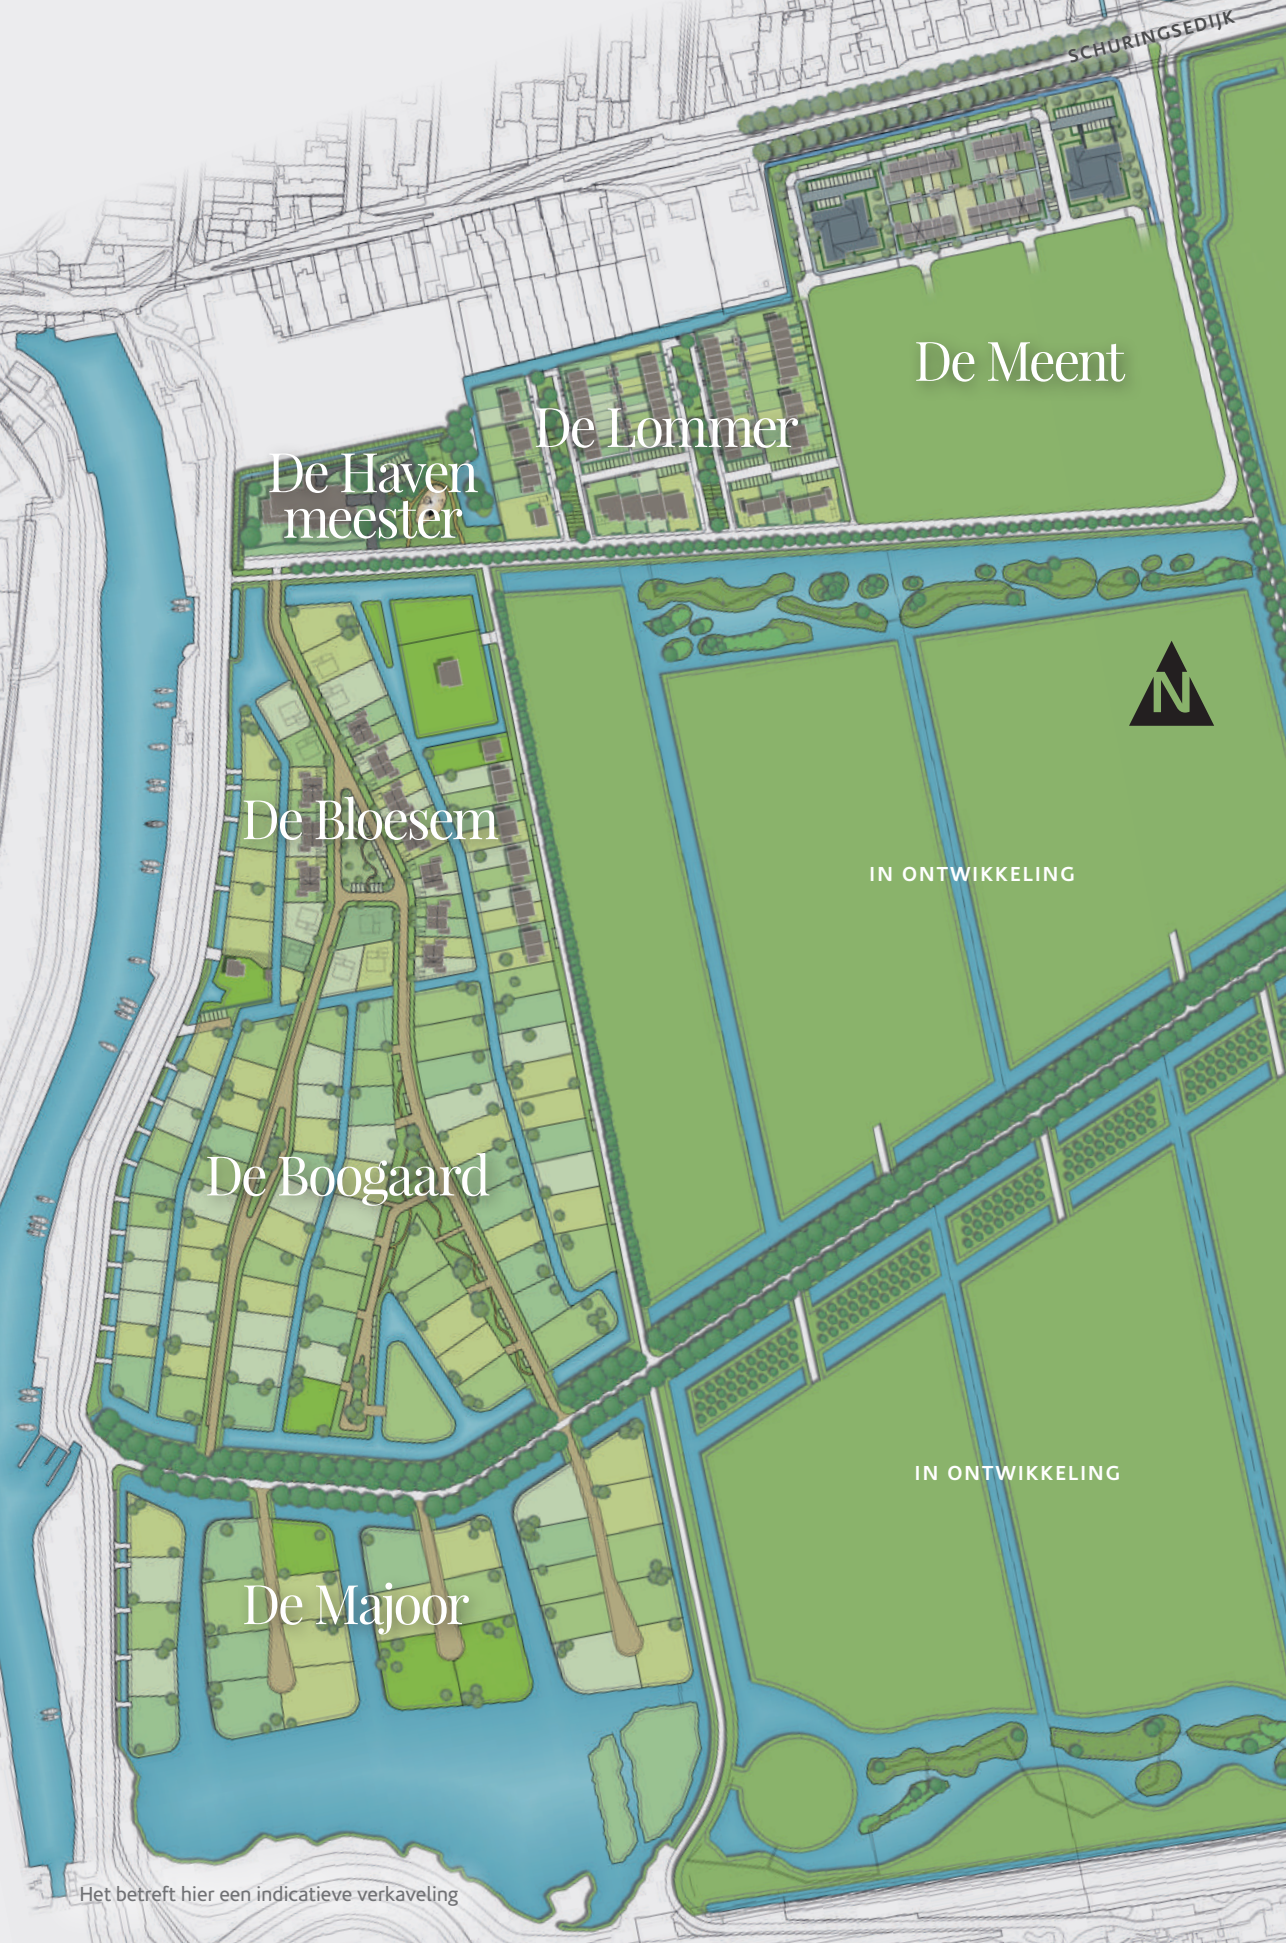 SCHURINGSEDIJK
De Meent
De Lommer
De Haven
meester
N
De Bloesem
IN ONTWIKKELING
De Boogaard
IN ONTWIKKELING
De Majoor
Het betreft hier een indicatieve verkaveling